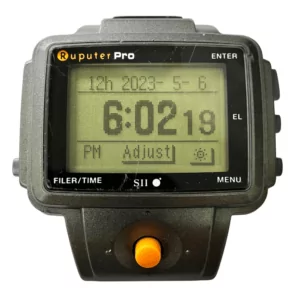 Ruputer Pro ENTER
12h 2023- 5- 6
6:02 19
EL
PM Adjust
FILER/TIME SII MENU